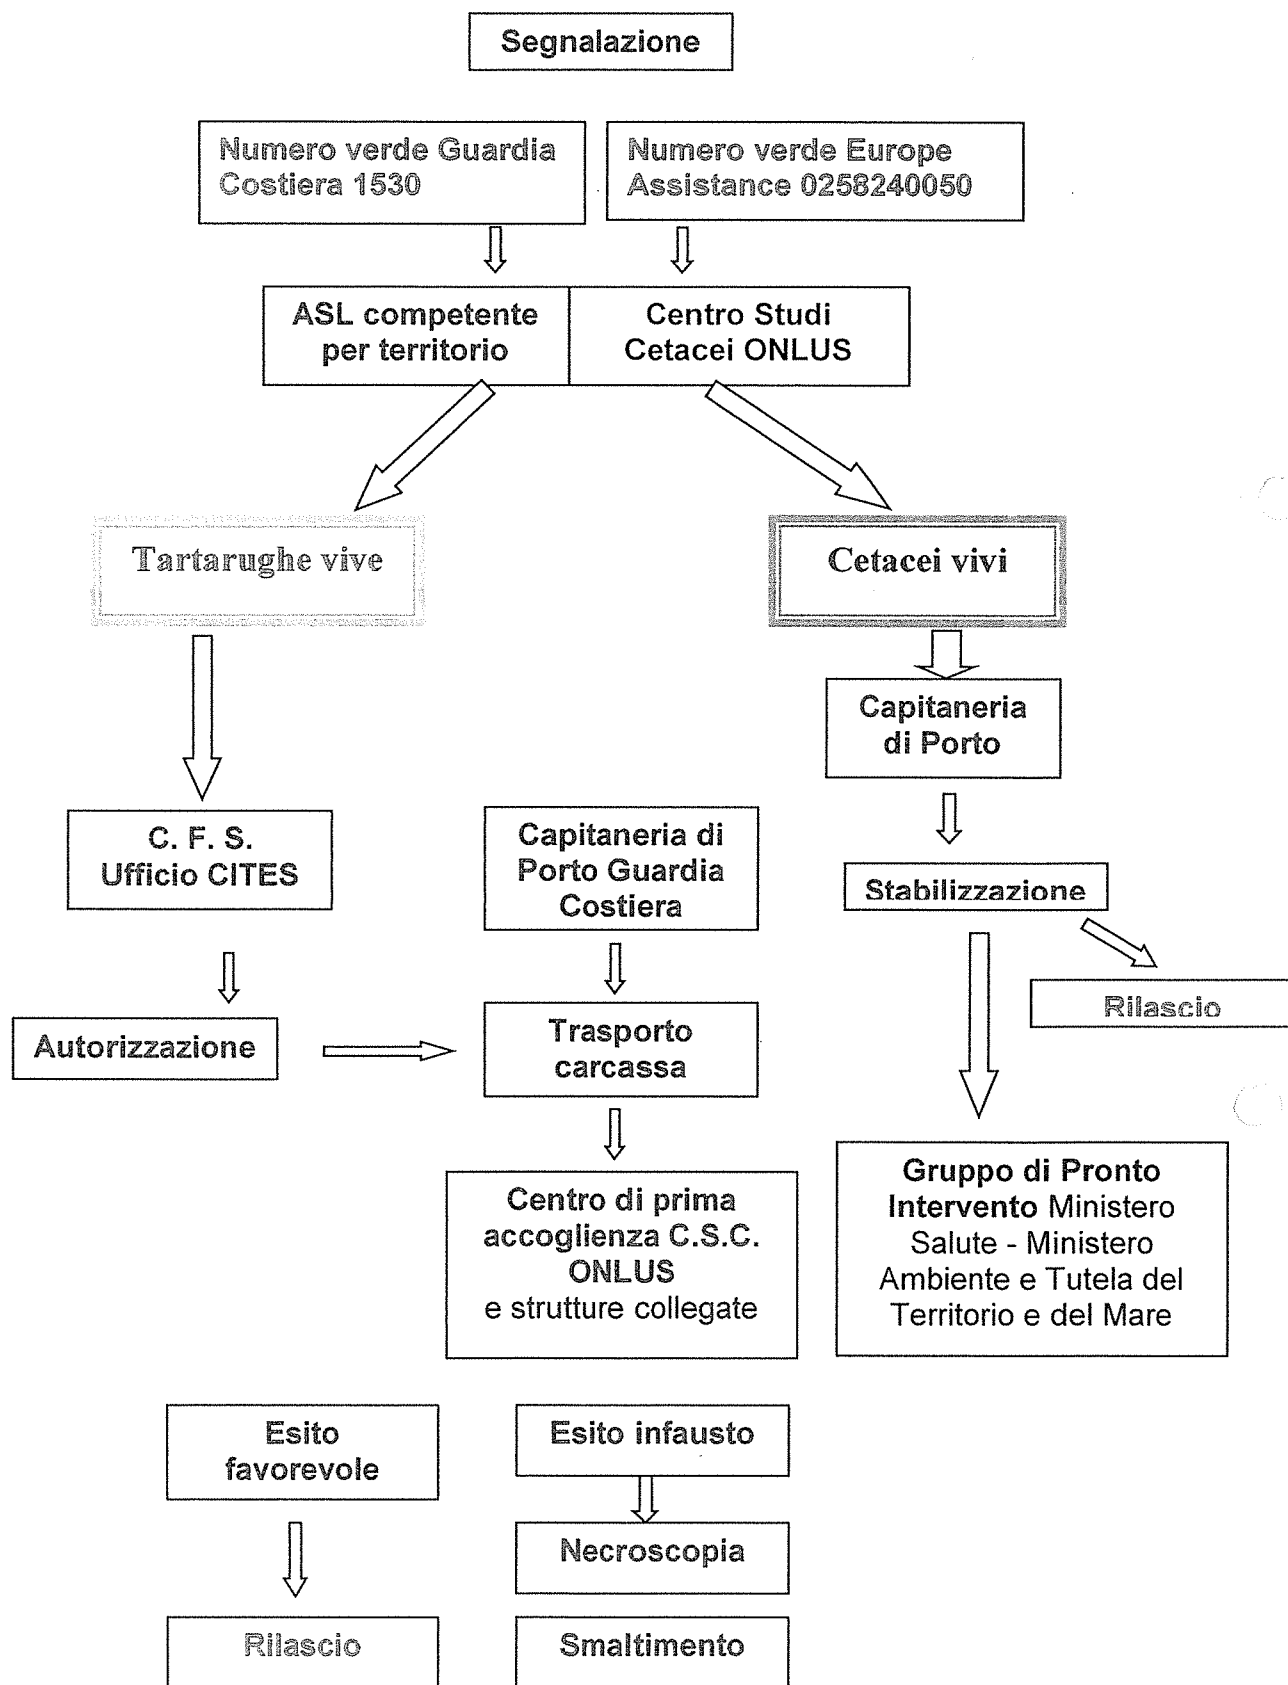 Segnalazione
Numero verde Guardia
Costiera 1530
Numero verde Europe
Assistance 0258240050
ASL competente
per territorio
Centro Studi
Cetacei ONLUS
Tartarughe vive
Cetacei vivi
Capitaneria
di Porto
C. F. S.
Ufficio CITES
Capitaneria di
Porto Guardia
Costiera
Stabilizzazione
Rilascio
Autorizzazione
Trasporto
carcassa
Centro di prima
accoglienza C.S.C.
ONLUS
e strutture collegate
Gruppo di Pronto
Intervento Ministero
Salute - Ministero
Ambiente e Tutela del
Territorio e del Mare
Esito
favorevole
Esito infausto
Necroscopia
Rilascio
Smaltimento